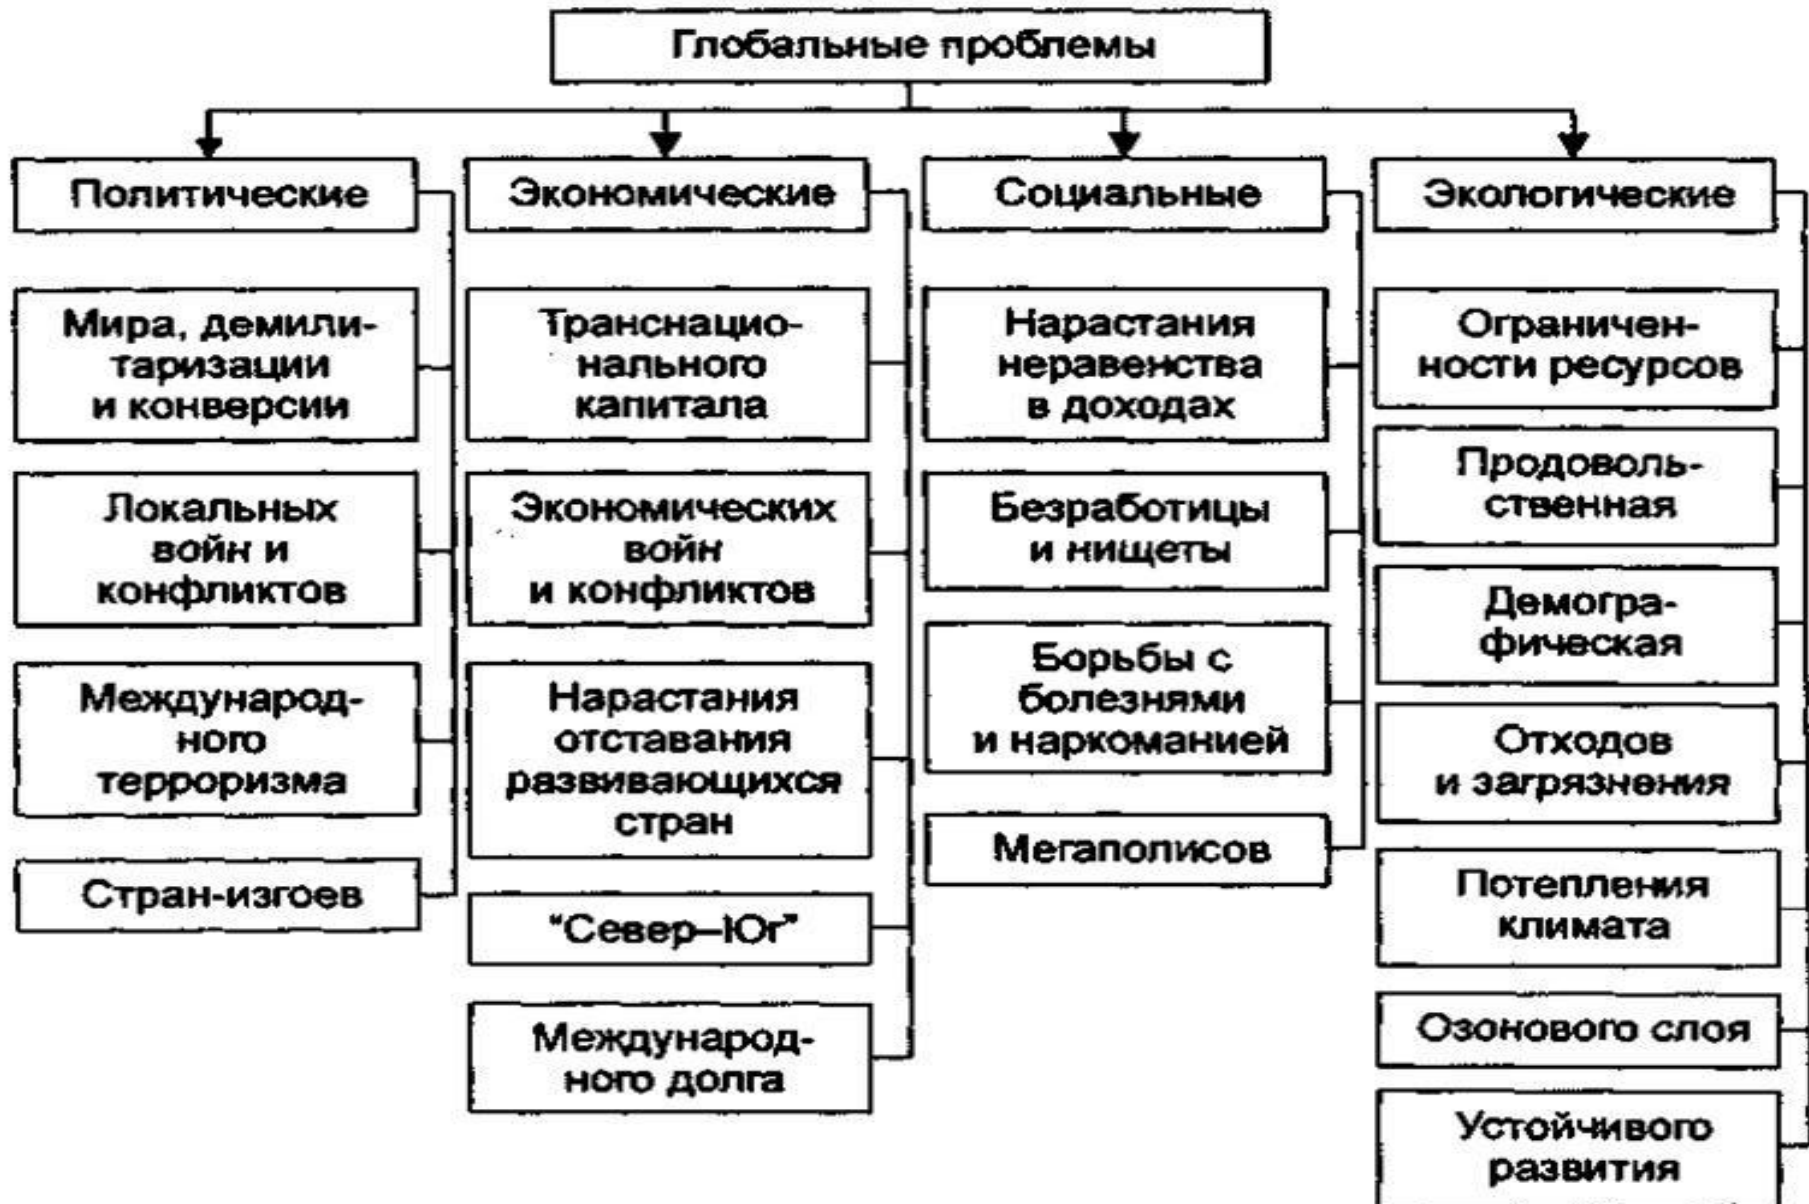 Глобальные проблемы
Политические
Мира, демили-
таризации
и конверсии
Локальных
войн и
конфликтов
Международ-
ного
терроризма
Стран-изгоев
Экономические
Транснацио-
нального
капитала
Экономических
войн
и конфликтов
Нарастания
отставания
развивающихся
стран
“Север–Юг”
Международ-
ного долга
Социальные
Нарастания
неравенства
в доходах
Безработицы
и нищеты
Борьбы с
болезнями
и наркоманией
Мегаполисов
Экологические
Ограничен-
ности ресурсов
Продоволь-
ственная
Демогра-
фическая
Отходов
и загрязнения
Потепления
климата
Озонового слоя
Устойчивого
развития